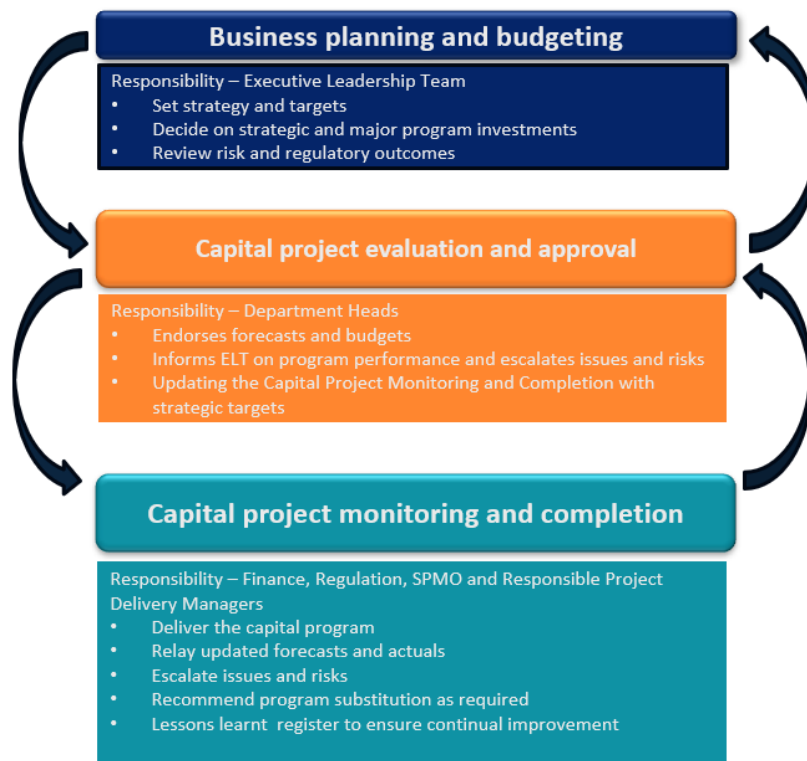 Business planning and budgeting
Responsibility – Executive Leadership Team
• Set strategy and targets
• Decide on strategic and major program investments
• Review risk and regulatory outcomes
Capital project evaluation and approval
Responsibility – Department Heads
• Endorses forecasts and budgets
• Informs ELT on program performance and escalates issues and risks
• Updating the Capital Project Monitoring and Completion with
strategic targets
Capital project monitoring and completion
Responsibility – Finance, Regulation, SPMO and Responsible Project
Delivery Managers
• Deliver the capital program
• Relay updated forecasts and actuals
• Escalate issues and risks
• Recommend program substitution as required
• Lessons learnt register to ensure continual improvement